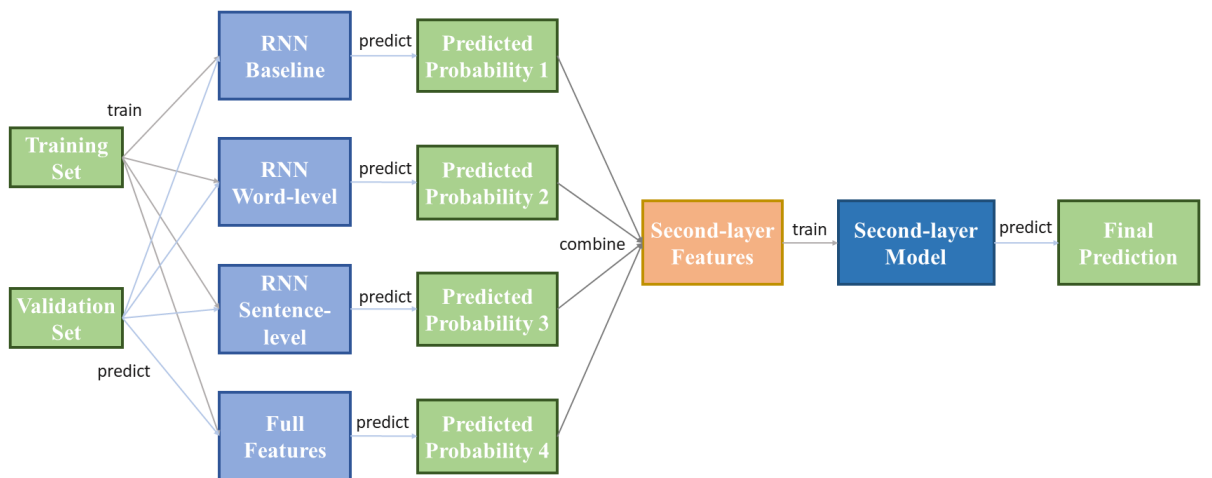 train
Training
Set
Validation
Set
predict
RNN
Baseline
predict
Predicted
Probability 1
RNN
Word-level
predict
Predicted
Probability 2
RNN
Sentence-
level
predict
Predicted
Probability 3
Full
Features
predict
Predicted
Probability 4
combine
Second-layer
Features
train
Second-layer
Model
predict
Final
Prediction